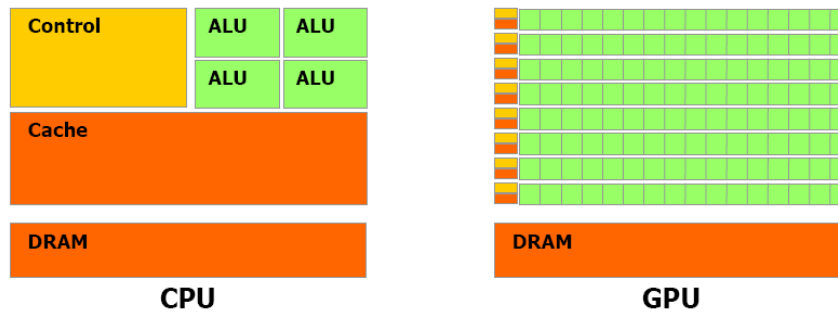 Control
ALU ALU
ALU ALU
Cache
DRAM
CPU
DRAM
GPU